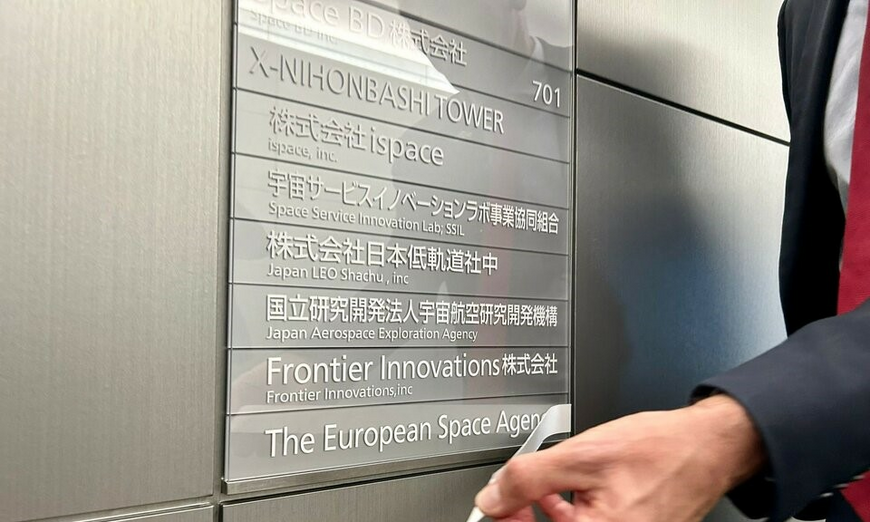 Space BD 株式会社
Space BD Inc.
X-NIHONBASHI TOWER
701
株式会社ispace
ispace, inc.
宇宙サービスイノベーションラボ事業協同組合
Space Service Innovation Lab; SSIL
株式会社日本低軌道社中
Japan LEO Shachu , inc
国立研究開発法人宇宙航空研究開発機構
Japan Aerospace Exploration Agency
Frontier Innovations株式会社
Frontier Innovations,inc
The European Space Agen